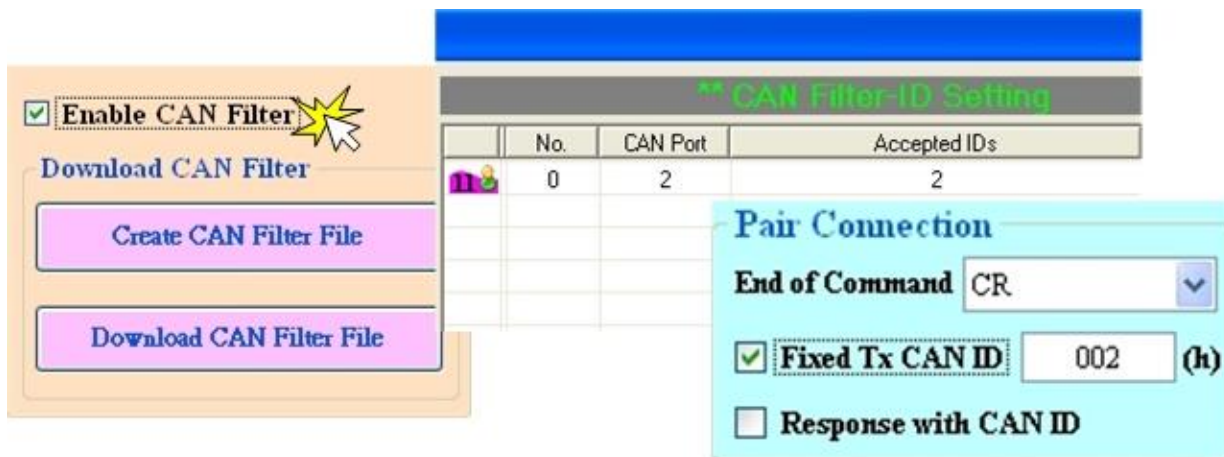 Enable CAN Filter
Download CAN Filter
Create CAN Filter File
Download CAN Filter File
** CAN Filter-ID Setting
No. CAN Port Accepted IDs
0 2 2
Pair Connection
End of Command CR
Fixed Tx CAN ID 002 (h)
Response with CAN ID